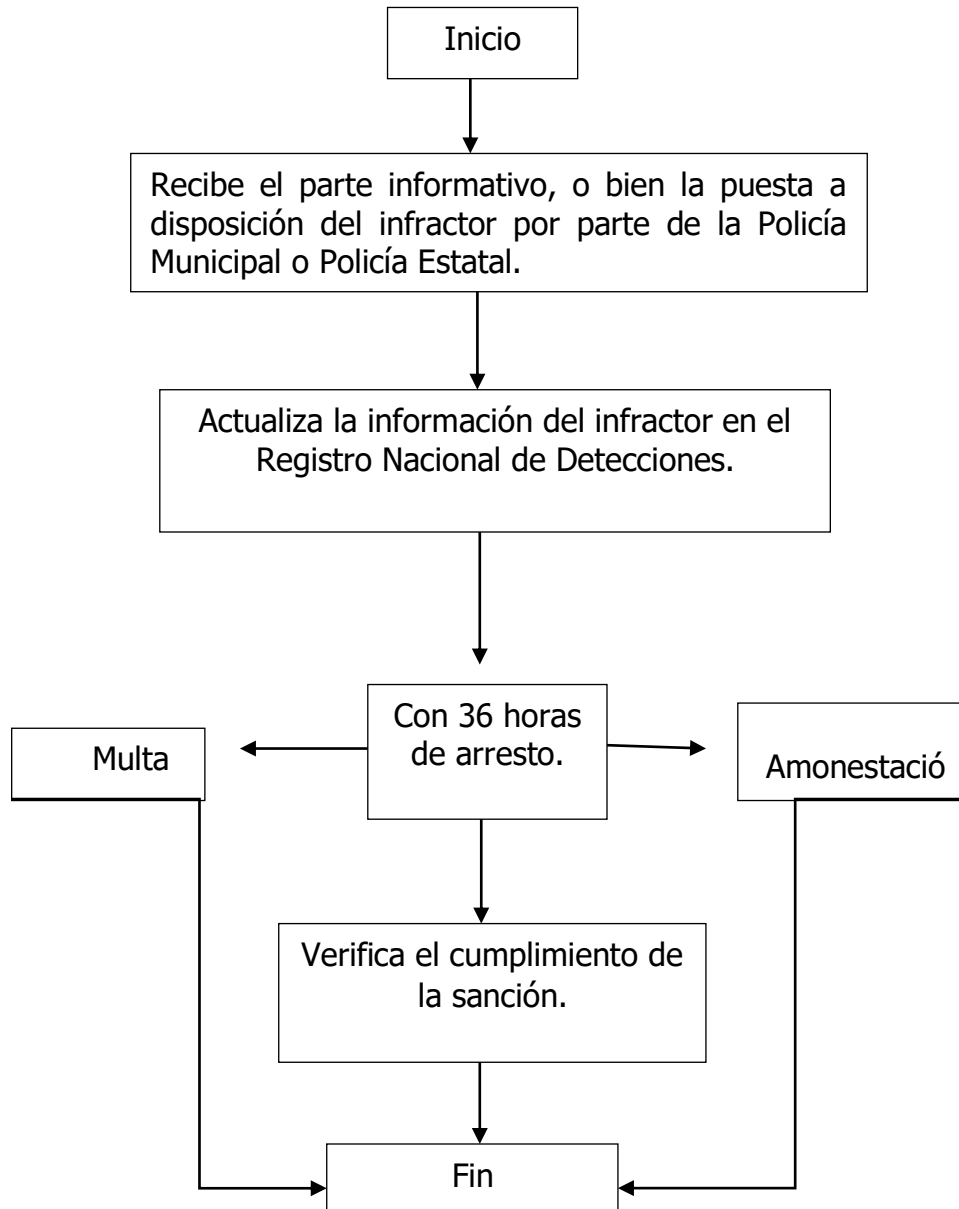 Inicio
Recibe el parte informativo, o bien la puesta a
disposición del infractor por parte de la Policía
Municipal o Policía Estatal.
Actualiza la información del infractor en el
Registro Nacional de Detecciones.
Con 36 horas
de arresto.
Multa
Amonestació
Verifica el cumplimiento de
la sanción.
Fin